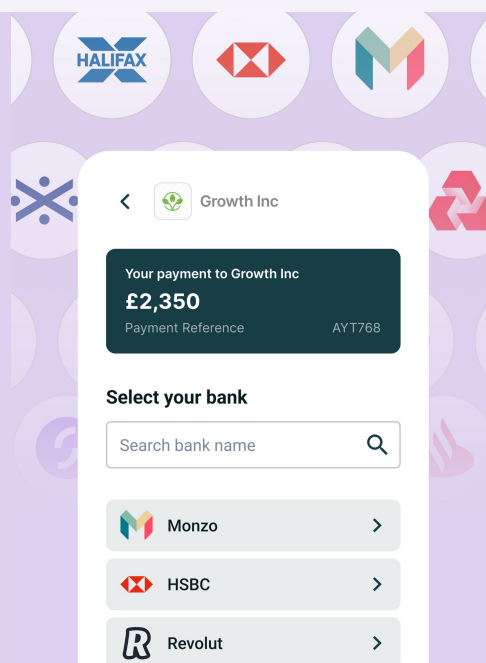 HALIFAX
Growth Inc
Your payment to Growth Inc
£2,350
Payment Reference AYT768
Select your bank
Search bank name
Monzo
HSBC
Revolut